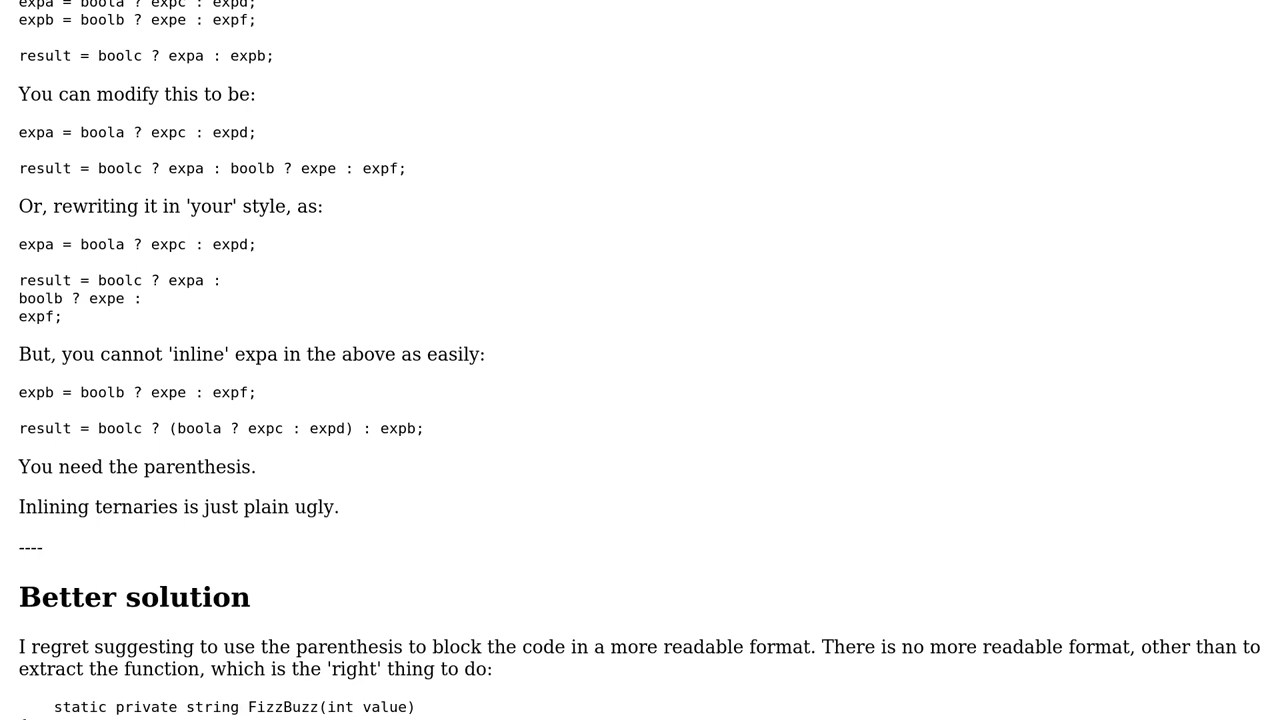 expa = boola ? expc : expd;
expb = boolb ? expe : expf;
result = boolc ? expa : expb;
You can modify this to be:
expa = boola ? expc : expd;
result = boolc ? expa : boolb ? expe : expf;
Or, rewriting it in 'your' style, as:
expa = boola ? expc : expd;
result = boolc ? expa :
boolb ? expe :
expf;
But, you cannot 'inline' expa in the above as easily:
expb = boolb ? expe : expf;
result = boolc ? (boola ? expc : expd) : expb;
You need the parenthesis.
Inlining ternaries is just plain ugly.
----
Better solution
I regret suggesting to use the parenthesis to block the code in a more readable format. There is no more readable format, other than to
extract the function, which is the 'right' thing to do:
static private string FizzBuzz(int value)